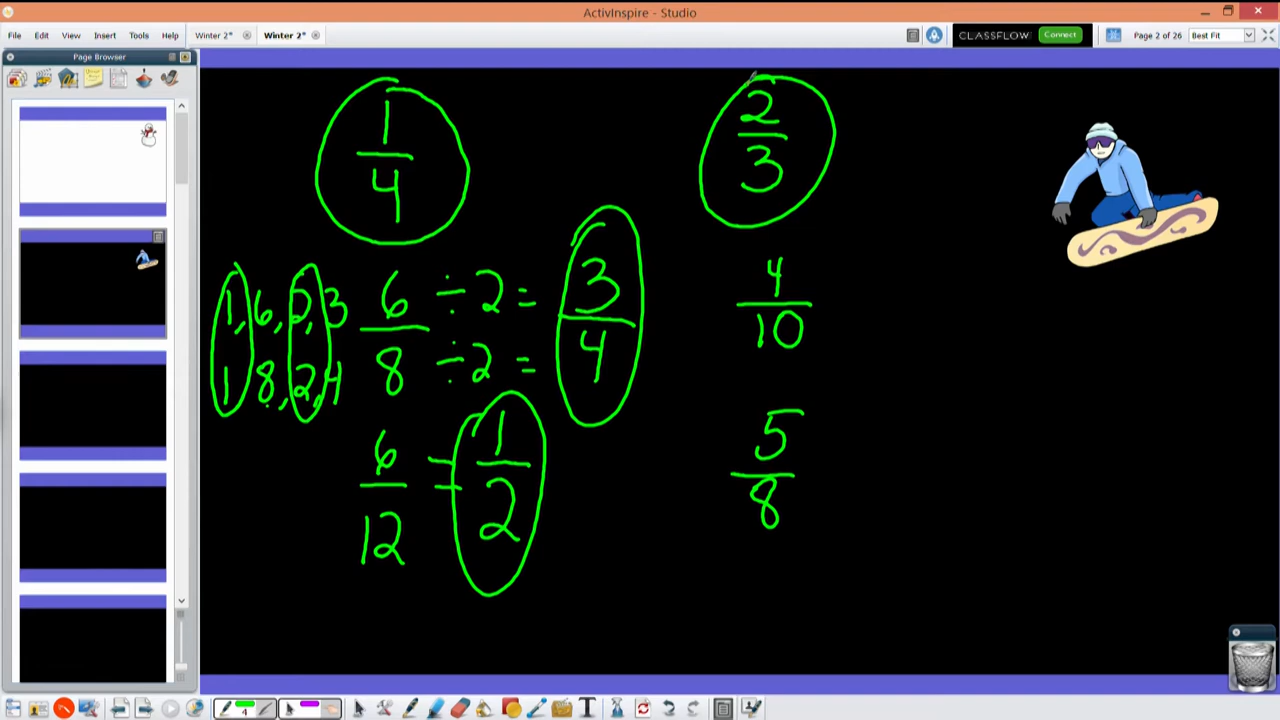 ActivInspire - Studio
File Edit View Insert Tools Help Winter 2* Winter 2* CLASSFLOW Connect Page 2 of 26 Best Fit
Page Browser
1
4
2
3
1, 6, 2, 3
1 8, 2, 4
6 ÷ 2 = 3
8 ÷ 2 = 4
6
12
=
1
2
4
10
5
8
4
T